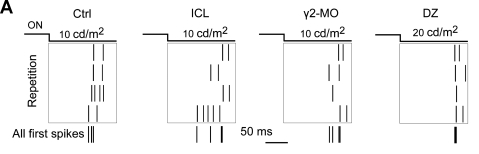 A
Ctrl ICL γ2-MO DZ
ON 10 cd/m2 10 cd/m2 10 cd/m2 20 cd/m2
Repetition
All first spikes 50 ms